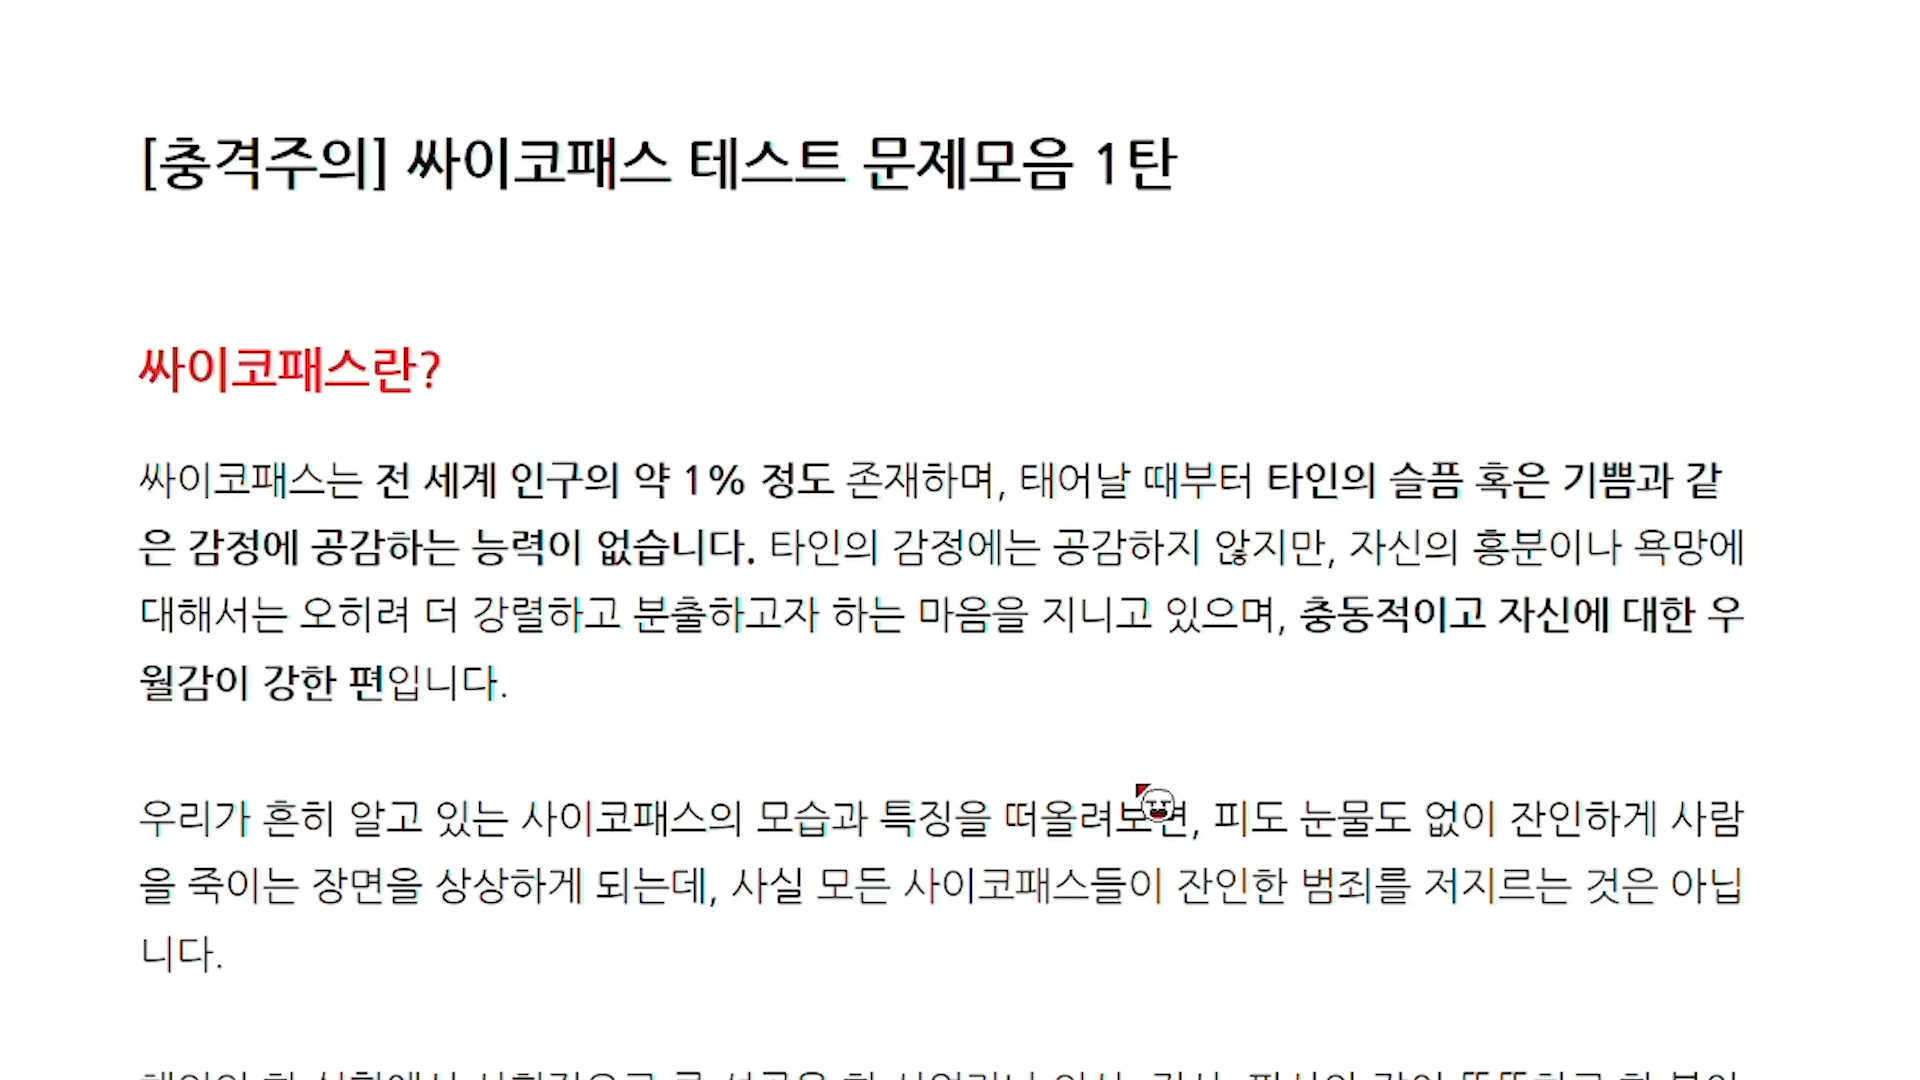 [충격주의] 싸이코패스 테스트 문제모음 1탄
싸이코패스란?
싸이코패스는 전 세계 인구의 약 1% 정도 존재하며, 태어날 때부터 타인의 슬픔 혹은 기쁨과 같
은 감정에 공감하는 능력이 없습니다. 타인의 감정에는 공감하지 않지만, 자신의 흥분이나 욕망에
대해서는 오히려 더 강렬하고 분출하고자 하는 마음을 지니고 있으며, 충동적이고 자신에 대한 우
월감이 강한 편입니다.
우리가 흔히 알고 있는 사이코패스의 모습과 특징을 떠올려보면, 피도 눈물도 없이 잔인하게 사람
을 죽이는 장면을 상상하게 되는데, 사실 모든 사이코패스들이 잔인한 범죄를 저지르는 것은 아닙
니다.